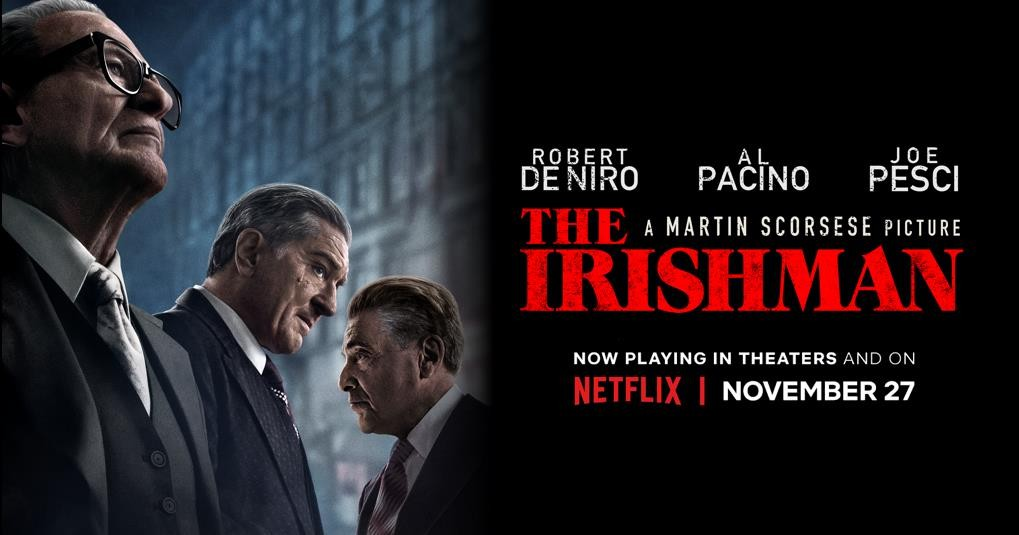 ROBERT DE NIRO
AL PACINO
JOE PESCI
A MARTIN SCORSESE PICTURE
THE IRISHMAN
NOW PLAYING IN THEATERS AND ON
NETFLIX | NOVEMBER 27